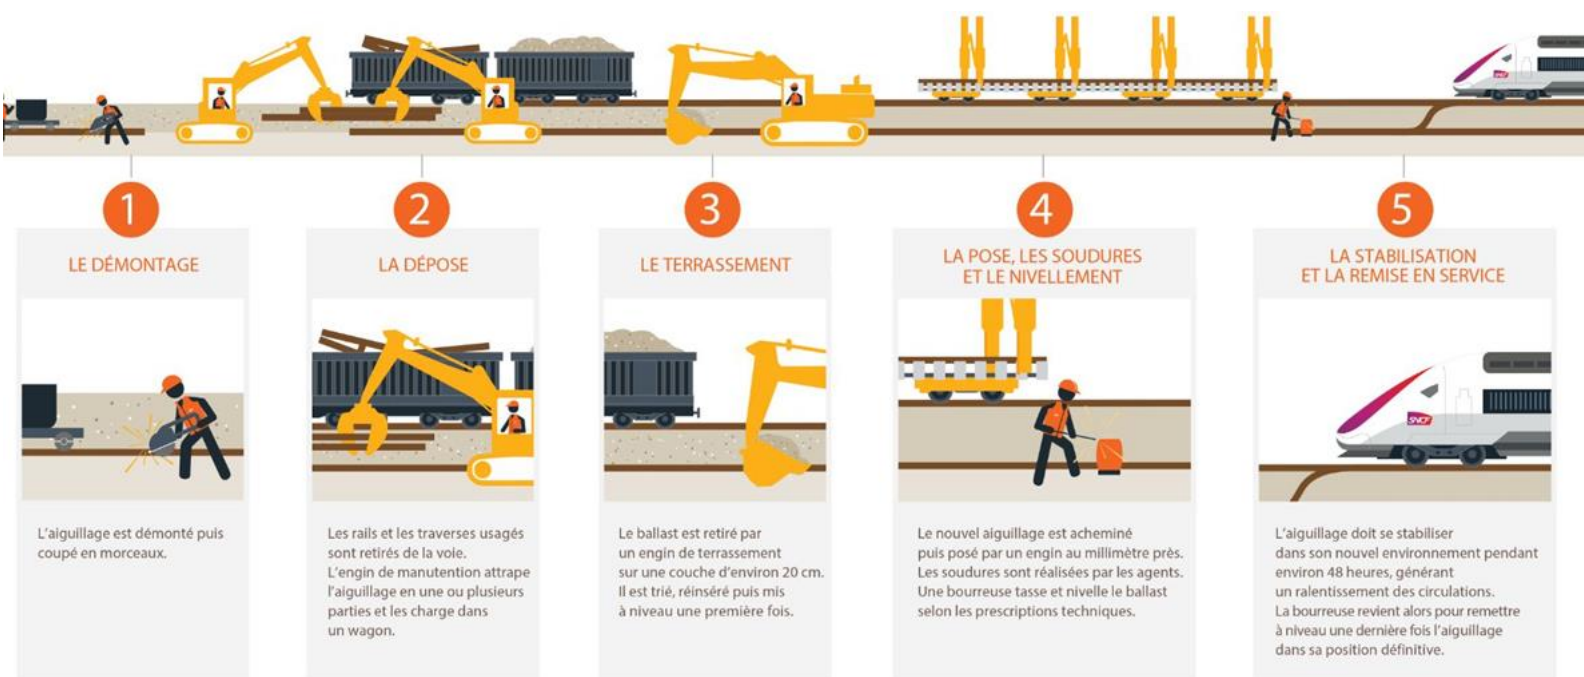 1
LE DÉMONTAGE
L'aiguillage est démonté puis
coupé en morceaux.
2
LA DÉPOSE
Les rails et les traverses usagés
sont retirés de la voie.
L'engin de manutention attrape
l'aiguillage en une ou plusieurs
parties et les charge dans
un wagon.
3
LE TERRASSEMENT
Le ballast est retiré par
un engin de terrassement
sur une couche d'environ 20 cm.
Il est trié, réinséré puis mis
à niveau une première fois.
4
LA POSE, LES SOUDURES
ET LE NIVELLEMENT
Le nouvel aiguillage est acheminé
puis posé par un engin au millimètre près.
Les soudures sont réalisées par les agents.
Une bourreuse tasse et nivelle le ballast
selon les prescriptions techniques.
SNCF
5
LA STABILISATION
ET LA REMISE EN SERVICE
SNCF
L'aiguillage doit se stabiliser
dans son nouvel environnement pendant
environ 48 heures, générant
un ralentissement des circulations.
La bourreuse revient alors pour remettre
à niveau une dernière fois l'aiguillage
dans sa position définitive.